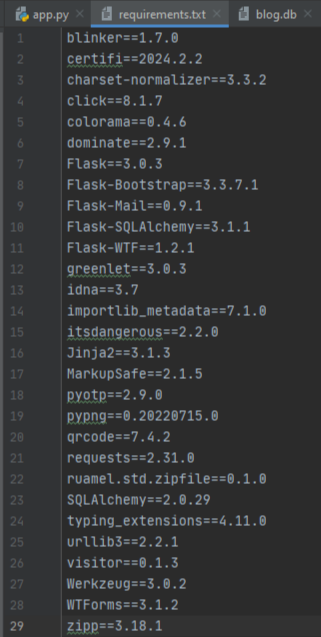 app.py requirements.txt blog.db
1 blinker==1.7.0
2 certifi==2024.2.2
3 charset-normalizer==3.3.2
4 click==8.1.7
5 colorama==0.4.6
6 dominate==2.9.1
7 Flask==3.0.3
8 Flask-Bootstrap==3.3.7.1
9 Flask-Mail==0.9.1
10 Flask-SQLAlchemy==3.1.1
11 Flask-WTF==1.2.1
12 greenlet==3.0.3
13 idna==3.7
14 importlib_metadata==7.1.0
15 itsdangerous==2.2.0
16 Jinja2==3.1.3
17 MarkupSafe==2.1.5
18 pyotp==2.9.0
19 pypng==0.20220715.0
20 qrcode==7.4.2
21 requests==2.31.0
22 ruamel.std.zipfile==0.1.0
23 SQLAlchemy==2.0.29
24 typing_extensions==4.11.0
25 urllib3==2.2.1
26 visitor==0.1.3
27 Werkzeug==3.0.2
28 WTForms==3.1.2
29 zipp==3.18.1